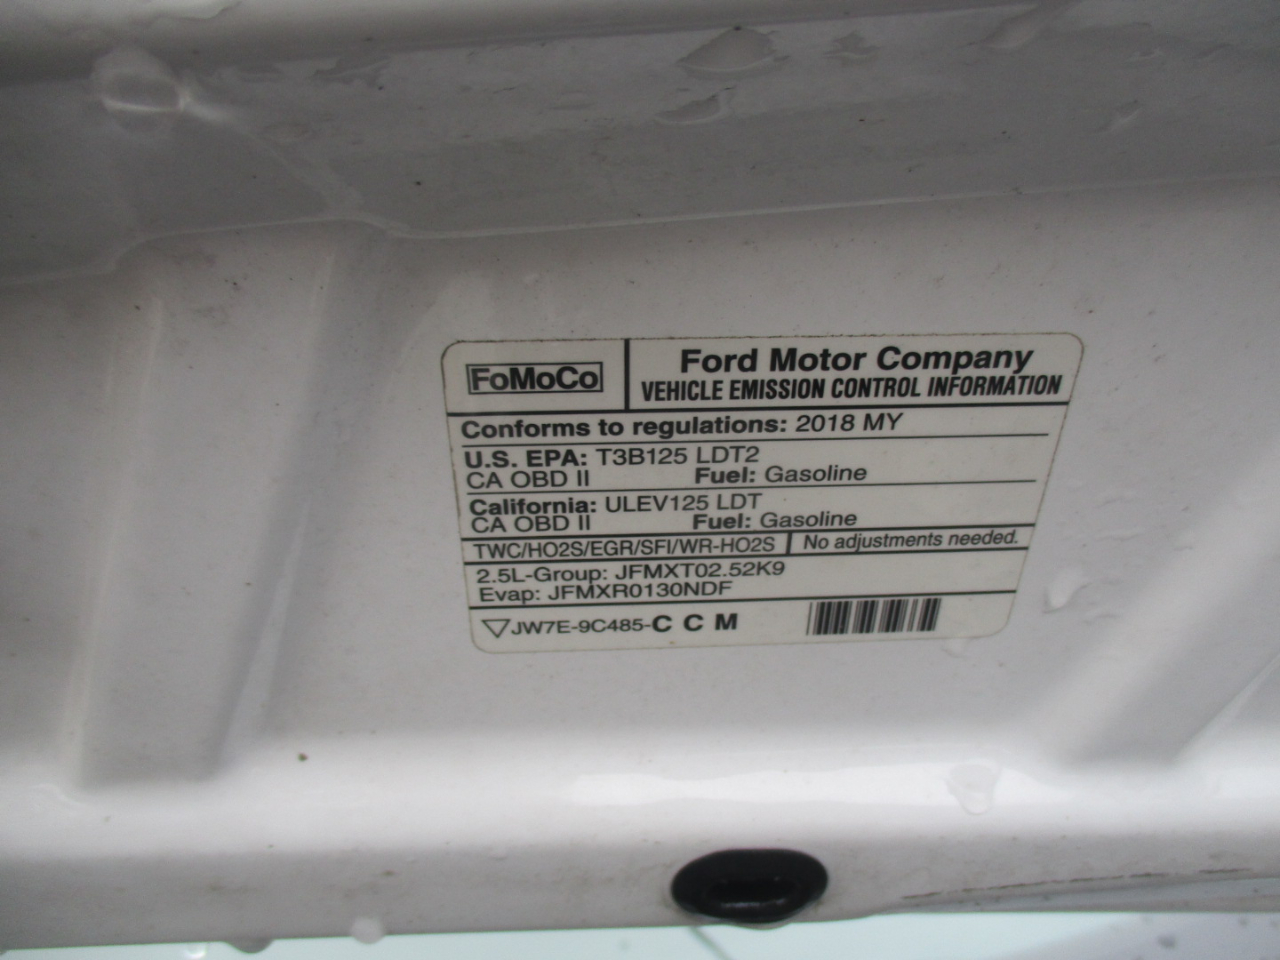 FoMoCo
Ford Motor Company
VEHICLE EMISSION CONTROL INFORMATION
Conforms to regulations: 2018 MY
U.S. EPA: T3B125 LDT2
CA OBD II Fuel: Gasoline
California: ULEV125 LDT
CA OBD II Fuel: Gasoline
TWC/HO2S/EGR/SFI/WR-HO2S No adjustments needed.
2.5L-Group: JFMXT02.52K9
Evap: JFMXR0130NDF
JW7E-9C485-C C M